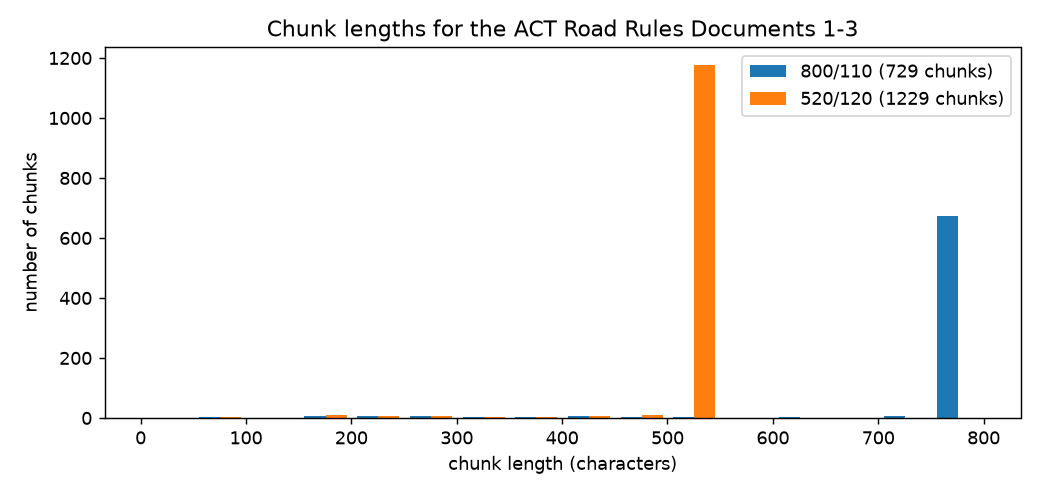 Chunk lengths for the ACT Road Rules Documents 1-3
800/110 (729 chunks)
520/120 (1229 chunks)
number of chunks
1200
1000
800
600
400
200
0
0 100 200 300 400 500 600 700 800
chunk length (characters)